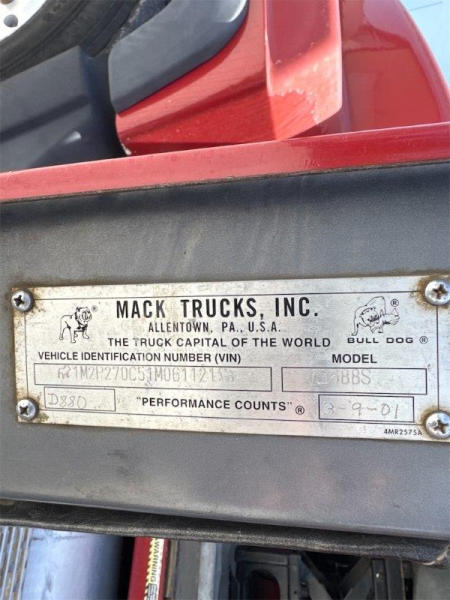 MACK TRUCKS, INC.
ALLENTOWN, PA., U.S.A.
THE TRUCK CAPITAL OF THE WORLD
BULL DOG ®
VEHICLE IDENTIFICATION NUMBER (VIN)
MODEL
D880
"PERFORMANCE COUNTS"®
3-9-01
4MR2575A
WARNING